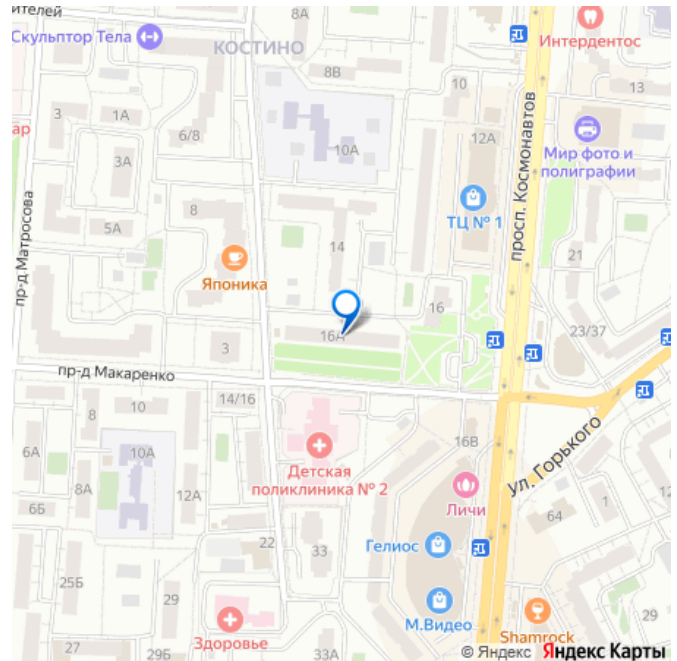 ителей
8А
Скульптор Тела
КОСТИНО
Интердентос
8В
13
3
1А
12А
6/8
ар
10А
3А
Мир фото и
полиграфии
просп. Космонавтов
пр-д Матросова
8
ТЦ № 1
5А
14
21
Японика
16
23/37
16А
3
пр-д Макаренко
14/16
8
10
16В
ул. Горького
6А
10А
Детская
поликлиника № 2
8А
12А
Личи
6Б
64
1
22
33
Гелиос
25Б
29
М.Видео
Здоровье
Shamrock
27
29Б
33А
© Яндекс Яндекс Карты